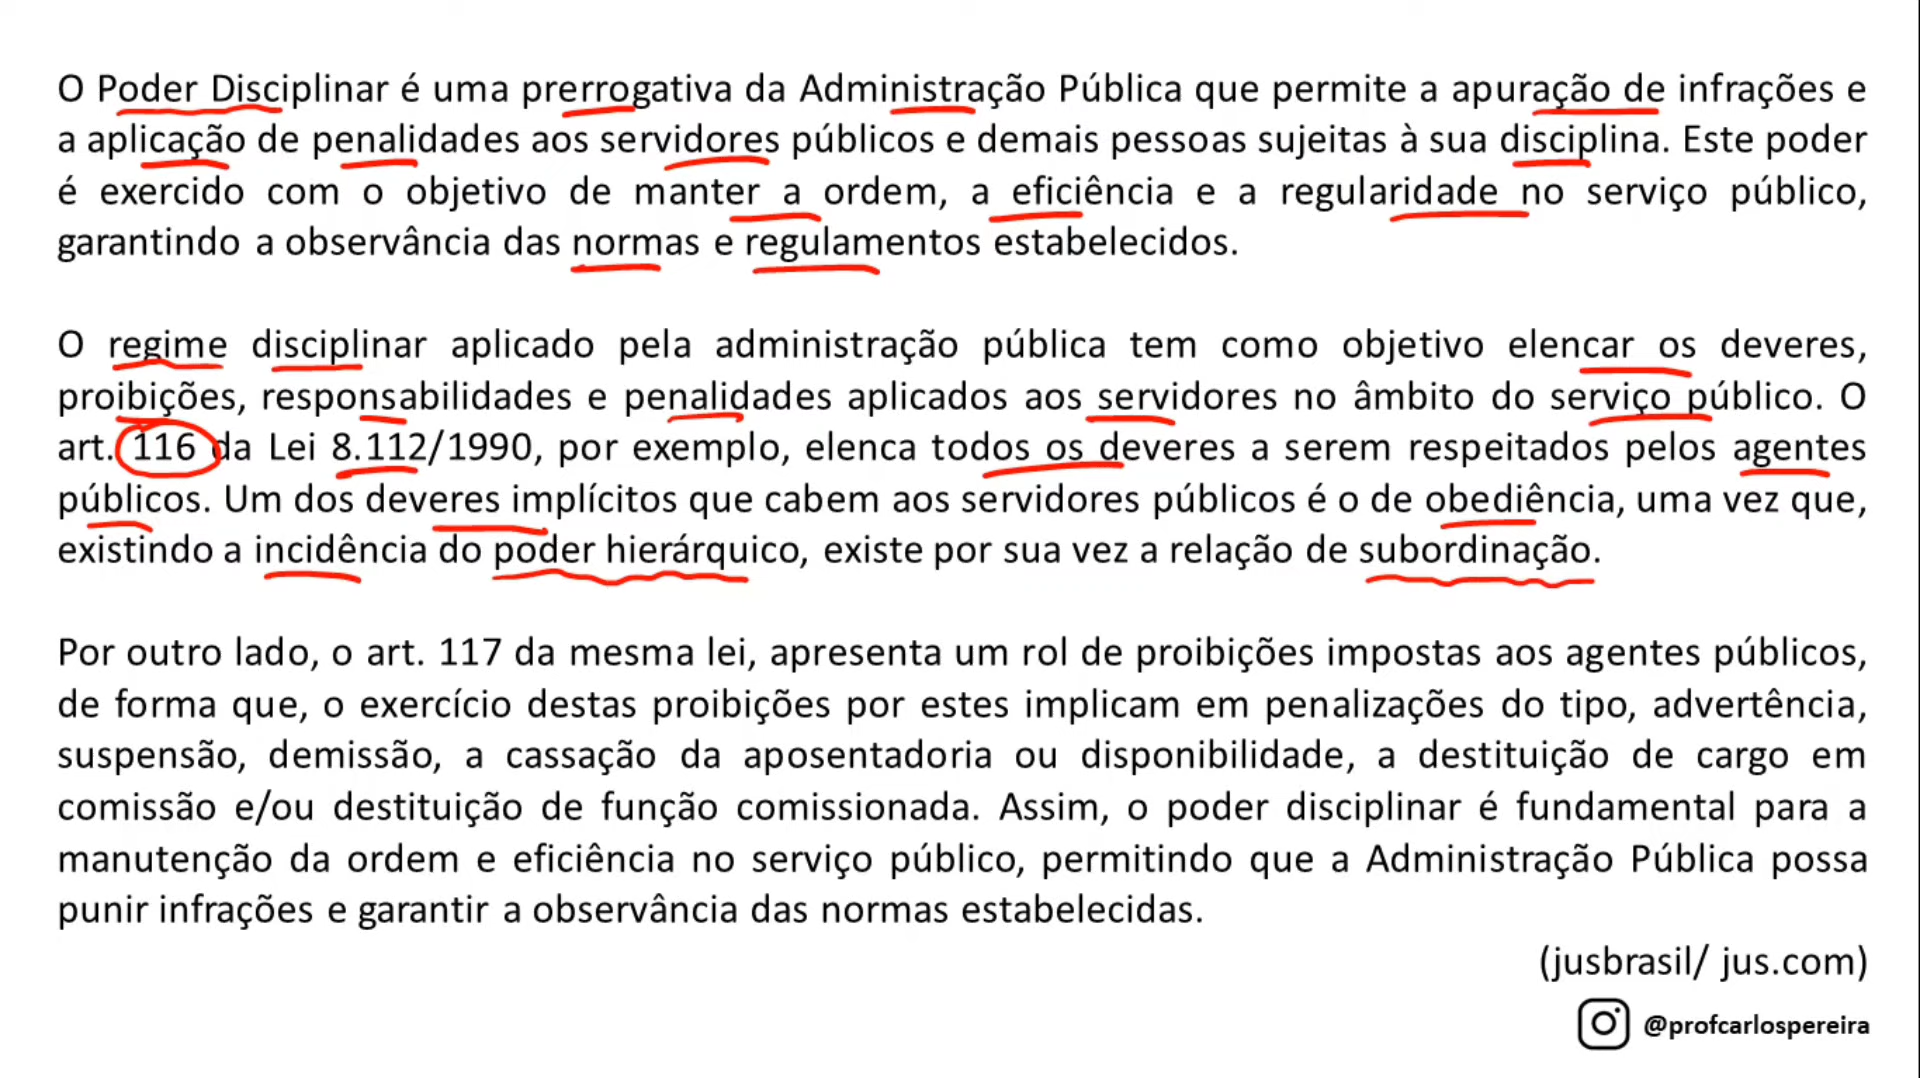 O Poder Disciplinar é uma prerrogativa da Administração Pública que permite a apuração de infrações e
a aplicação de penalidades aos servidores públicos e demais pessoas sujeitas à sua disciplina. Este poder
é exercido com o objetivo de manter a ordem, a eficiência e a regularidade no serviço público,
garantindo a observância das normas e regulamentos estabelecidos.
O regime disciplinar aplicado pela administração pública tem como objetivo elencar os deveres,
proibições, responsabilidades e penalidades aplicados aos servidores no âmbito do serviço público. O
art. 116 da Lei 8.112/1990, por exemplo, elenca todos os deveres a serem respeitados pelos agentes
públicos. Um dos deveres implícitos que cabem aos servidores públicos é o de obediência, uma vez que,
existindo a incidência do poder hierárquico, existe por sua vez a relação de subordinação.
Por outro lado, o art. 117 da mesma lei, apresenta um rol de proibições impostas aos agentes públicos,
de forma que, o exercício destas proibições por estes implicam em penalizações do tipo, advertência,
suspensão, demissão, a cassação da aposentadoria ou disponibilidade, a destituição de cargo em
comissão e/ou destituição de função comissionada. Assim, o poder disciplinar é fundamental para a
manutenção da ordem e eficiência no serviço público, permitindo que a Administração Pública possa
punir infrações e garantir a observância das normas estabelecidas.
(jusbrasil/ jus.com)
@profcarlospereira